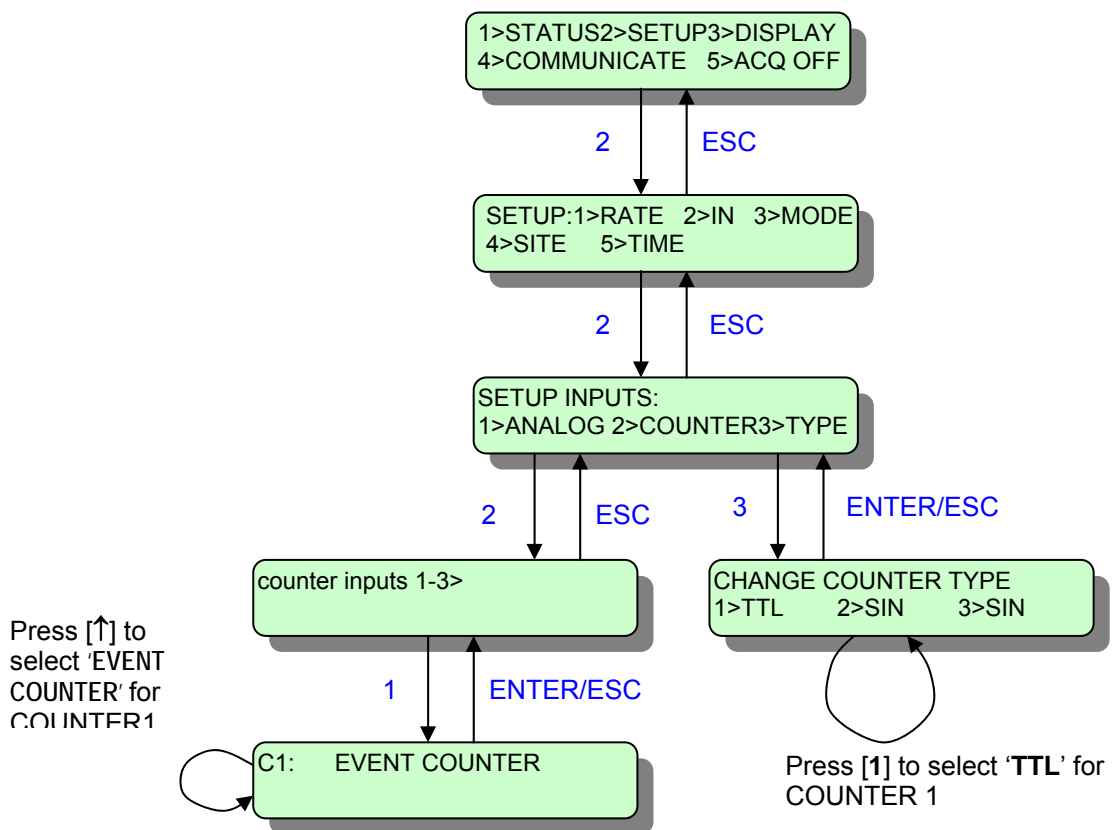 1>STATUS2>SETUP3>DISPLAY
4>COMMUNICATE 5>ACQ OFF
2
ESC
SETUP:1>RATE 2>IN 3>MODE
4>SITE 5>TIME
2
ESC
SETUP INPUTS:
1>ANALOG 2>COUNTER3>TYPE
2
ESC
3
ENTER/ESC
counter inputs 1-3>
CHANGE COUNTER TYPE
1>TTL 2>SIN 3>SIN
Press [↑] to
select ‘EVENT
COUNTER’ for
COUNTER1
1
ENTER/ESC
C1: EVENT COUNTER
Press [1] to select ‘TTL’ for
COUNTER 1